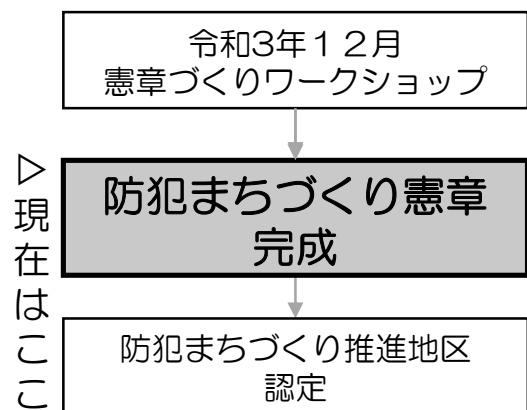 令和3年１２月
憲章づくりワークショップ
▷現在はここ
防犯まちづくり憲章
完成
防犯まちづくり推進地区
認定